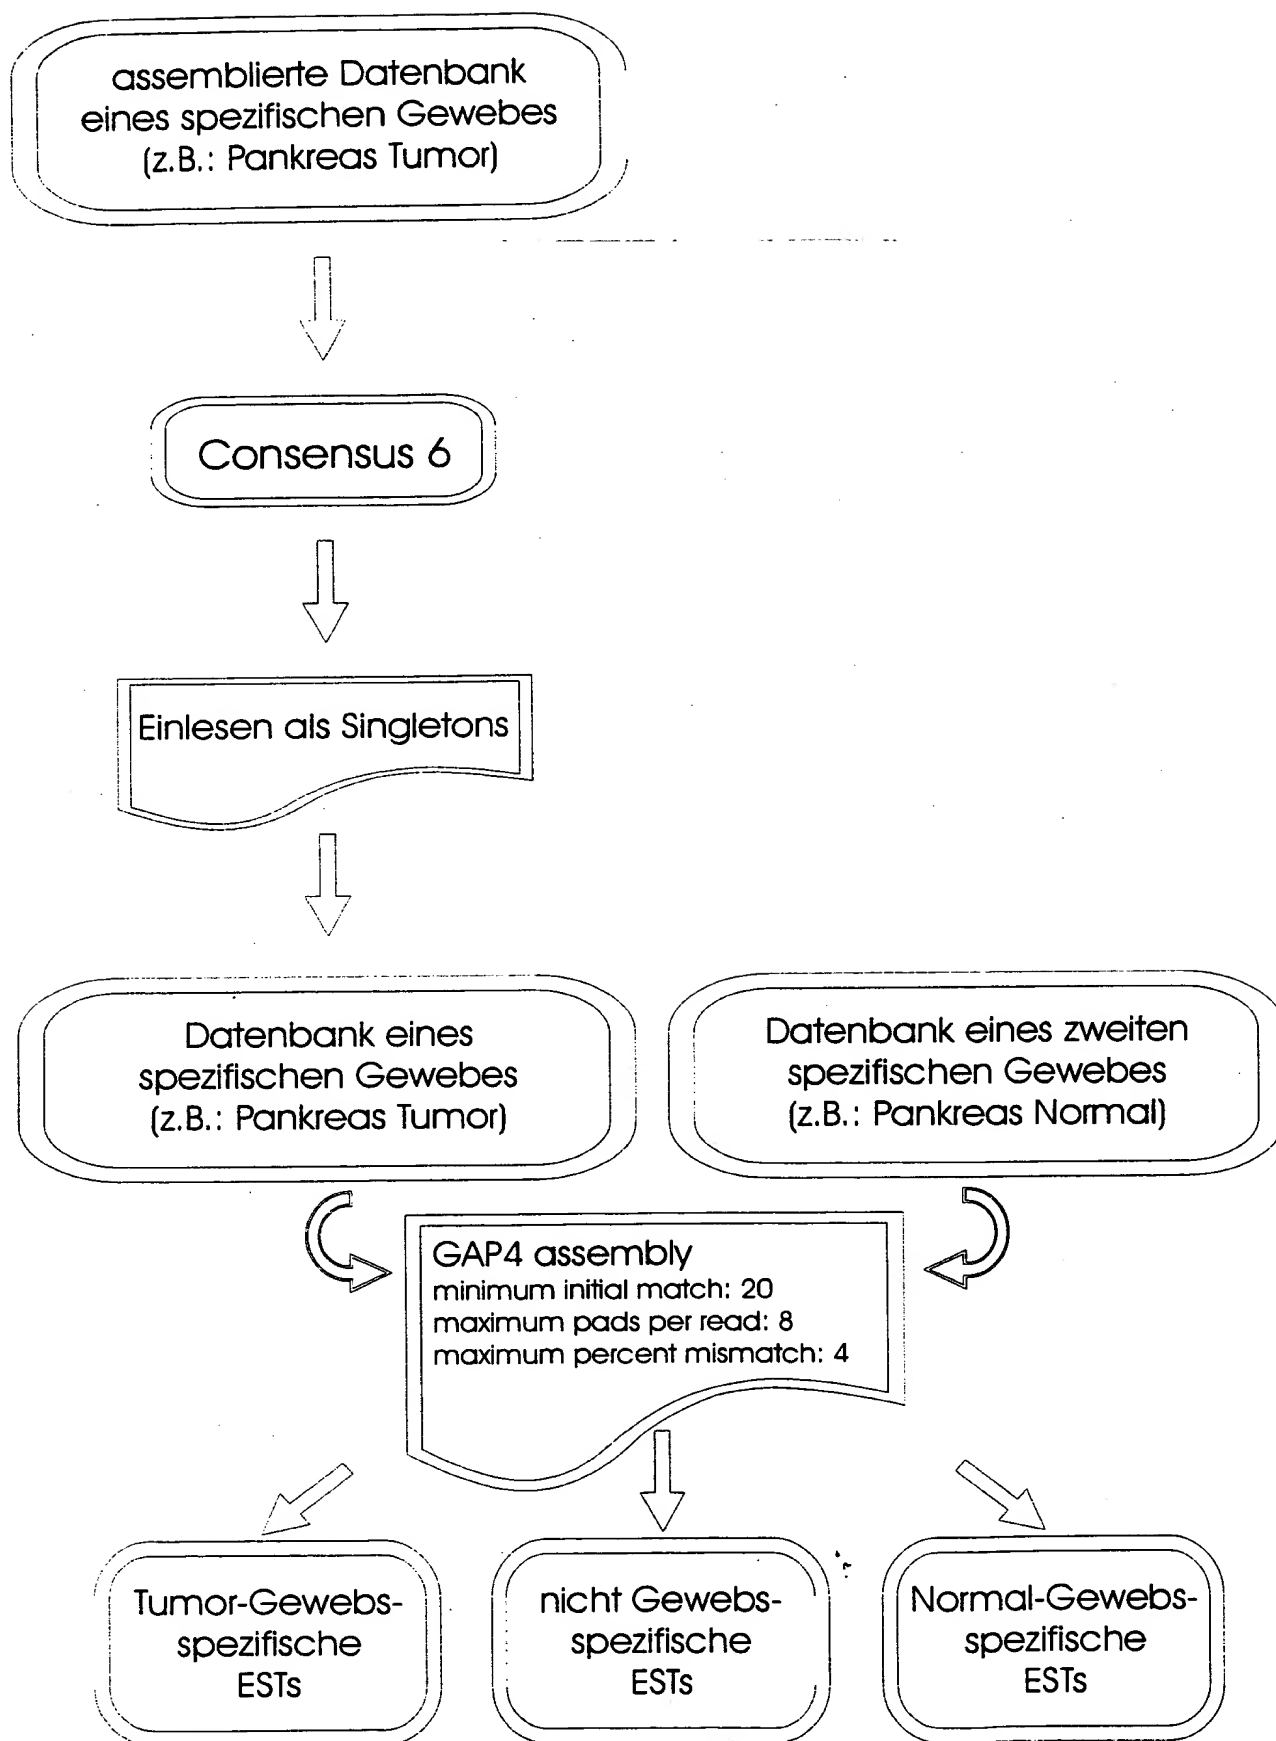 assemblierte Datenbank
eines spezifischen Gewebes
(z.B.: Pankreas Tumor)
Consensus 6
Einlesen als Singletons
Datenbank eines
spezifischen Gewebes
(z.B.: Pankreas Tumor)
Datenbank eines zweiten
spezifischen Gewebes
(z.B.: Pankreas Normal)
GAP4 assembly
minimum initial match: 20
maximum pads per read: 8
maximum percent mismatch: 4
Tumor-Gewebs-
spezifische
ESTs
nicht Gewebs-
spezifische
ESTs
Normal-Gewebs-
spezifische
ESTs